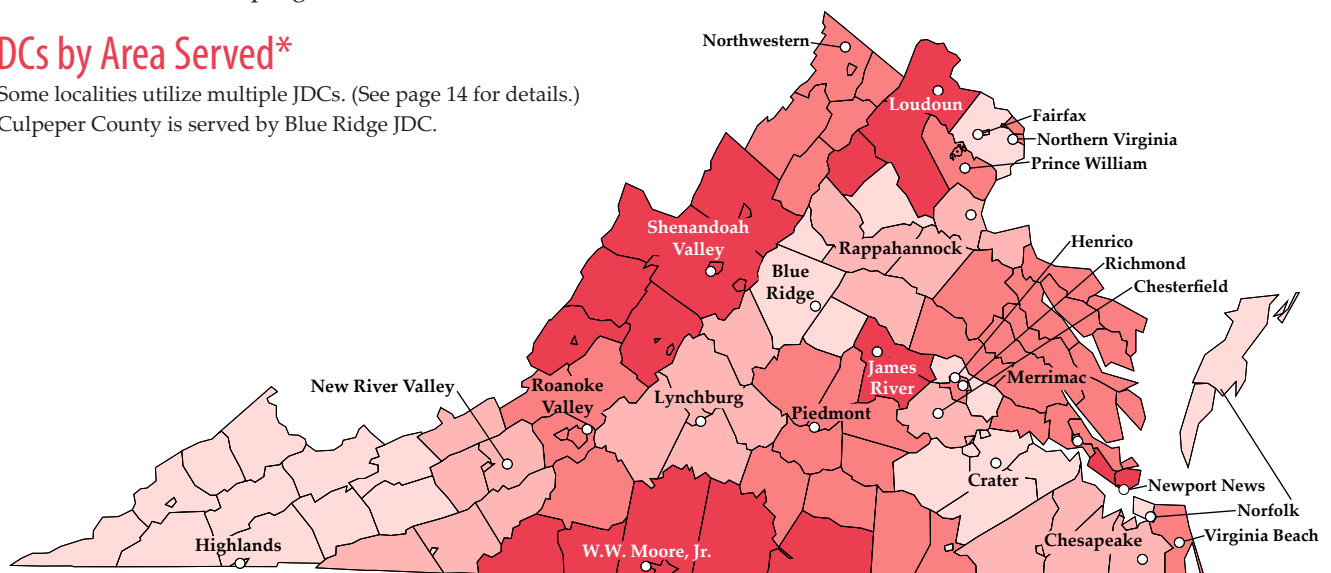 DCs by Area Served*
Some localities utilize multiple JDCs. (See page 14 for details.)
Culpeper County is served by Blue Ridge JDC.
Northwestern
Loudoun
Fairfax
Northern Virginia
Prince William
Shenandoah
Valley
Rappahannock
Henrico
Richmond
Chesterfield
Blue
Ridge
James
River
Merrimac
New River Valley
Roanoke
Valley
Lynchburg
Piedmont
Crater
Newport News
Norfolk
Virginia Beach
Chesapeake
Highlands
W.W. Moore, Jr.